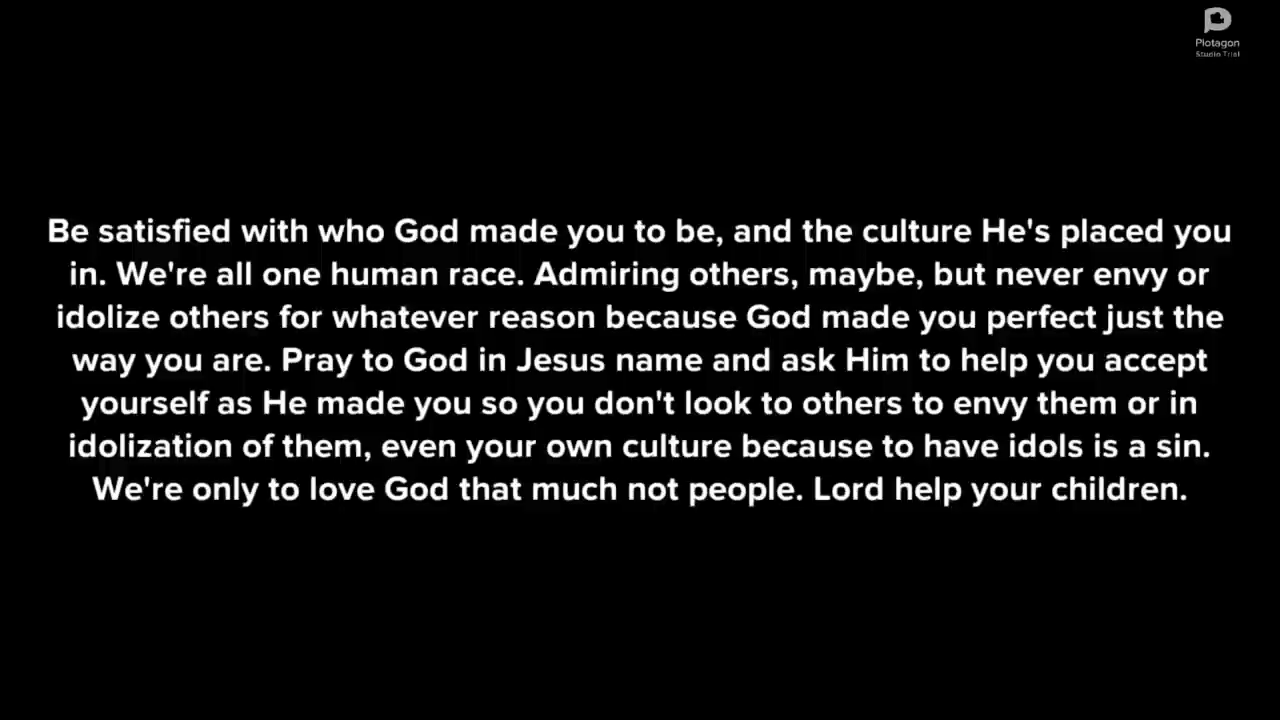 Plotagon
Studio Trial
Be satisfied with who God made you to be, and the culture He's placed you
in. We're all one human race. Admiring others, maybe, but never envy or
idolize others for whatever reason because God made you perfect just the
way you are. Pray to God in Jesus name and ask Him to help you accept
yourself as He made you so you don't look to others to envy them or in
idolization of them, even your own culture because to have idols is a sin.
We're only to love God that much not people. Lord help your children.